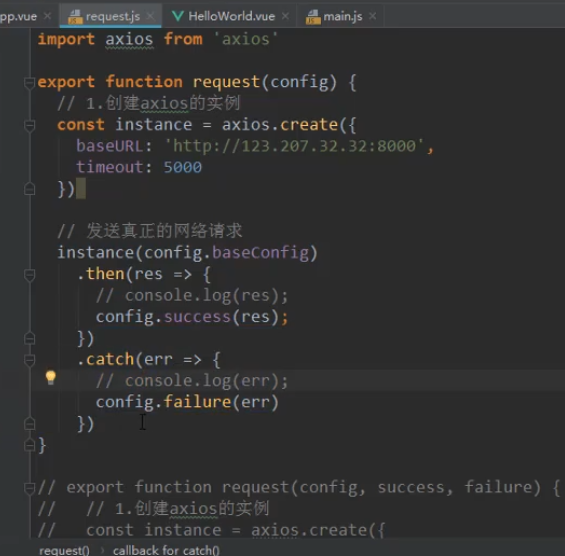 pp.vue × request.js × HelloWorld.vue × main.js ×
import axios from 'axios'
export function request(config) {
// 1.创建axios的实例
const instance = axios.create({
baseURL: 'http://123.207.32.32:8000',
timeout: 5000
})
// 发送真正的网络请求
instance(config.baseConfig)
.then(res => {
// console.log(res);
config.success(res);
})
.catch(err => {
// console.log(err);
config.failure(err)
})
}
// export function request(config, success, failure) {
//   // 1.创建axios的实例
//   const instance = axios.create({
request() › callback for catch()